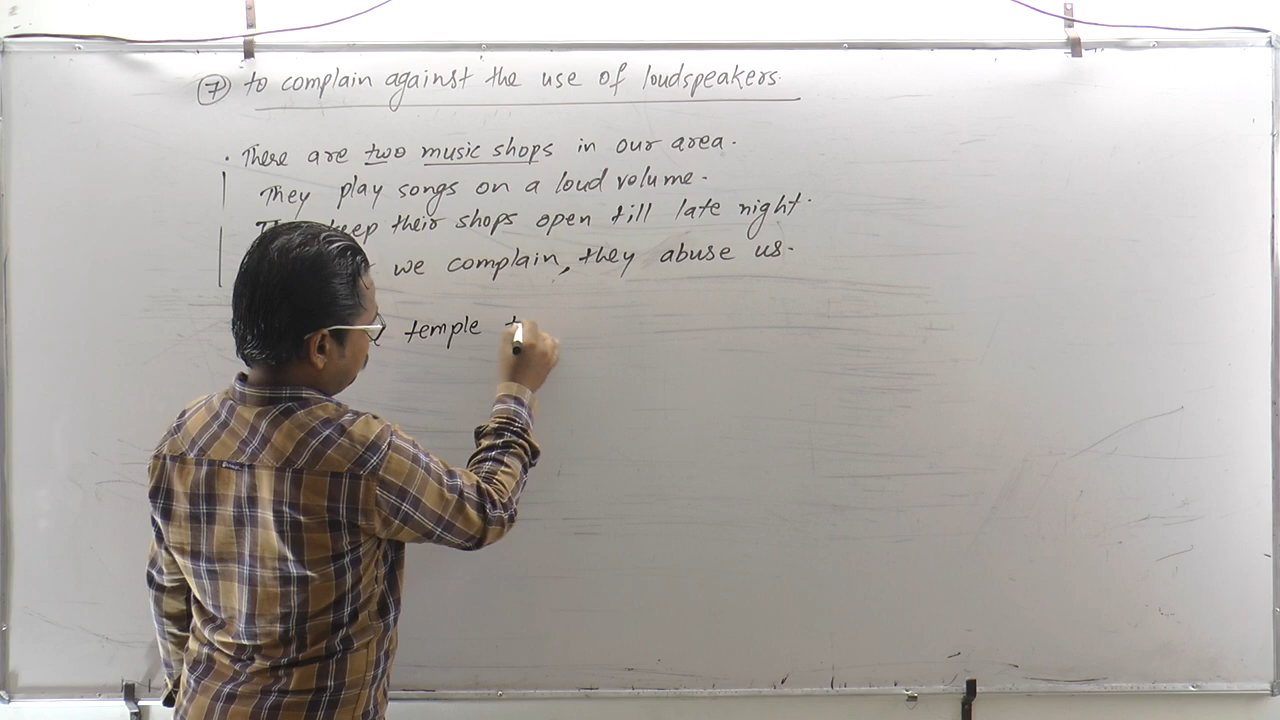 ⑦ to complain against the use of loudspeakers.
. There are two music shops in our area.
They play songs on a loud volume.
keep their shops open till late night.
we complain, they abuse us.
temple